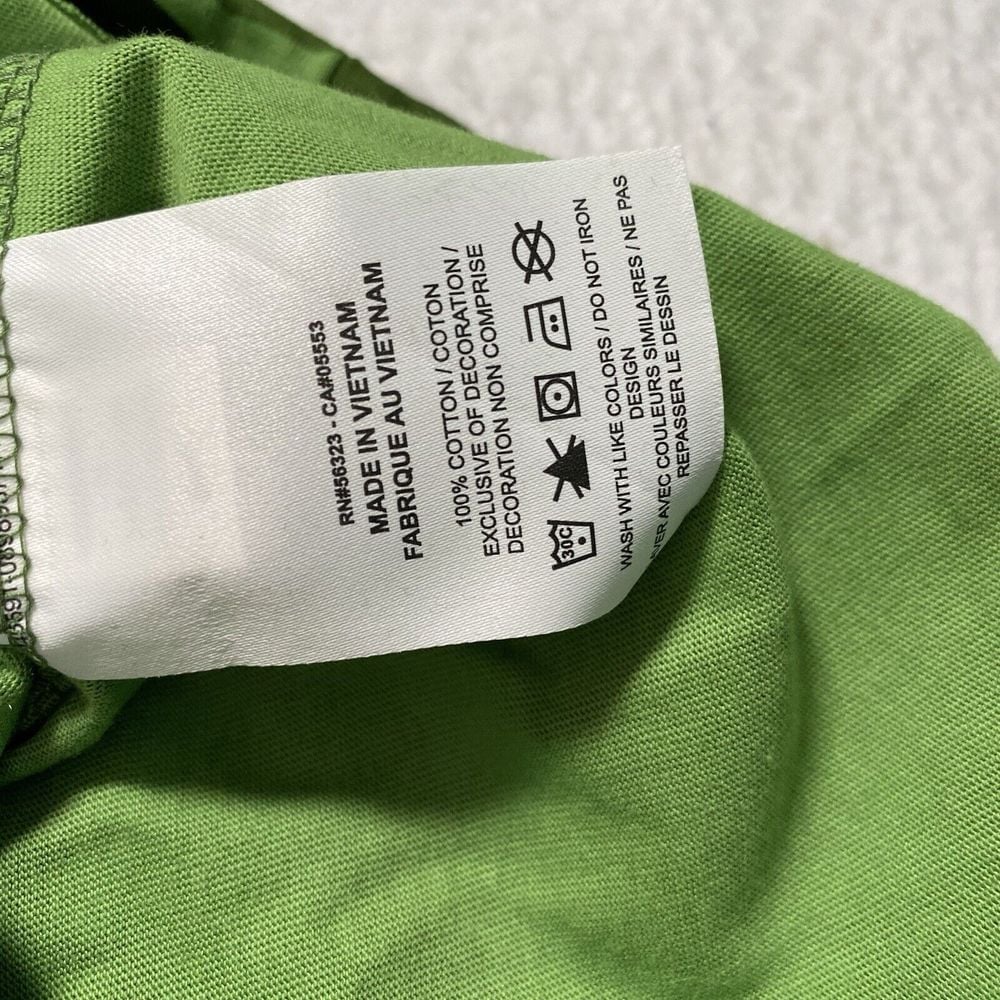 RN#56323 - CA#05553
MADE IN VIETNAM
FABRIQUE AU VIETNAM
100% COTTON / COTON
EXCLUSIVE OF DECORATION /
DECORATION NON COMPRISE
30C
WASH WITH LIKE COLORS / DO NOT IRON
DESIGN
AVEC COULEURS SIMILAIRES / NE PAS
REPASSER LE DESSIN